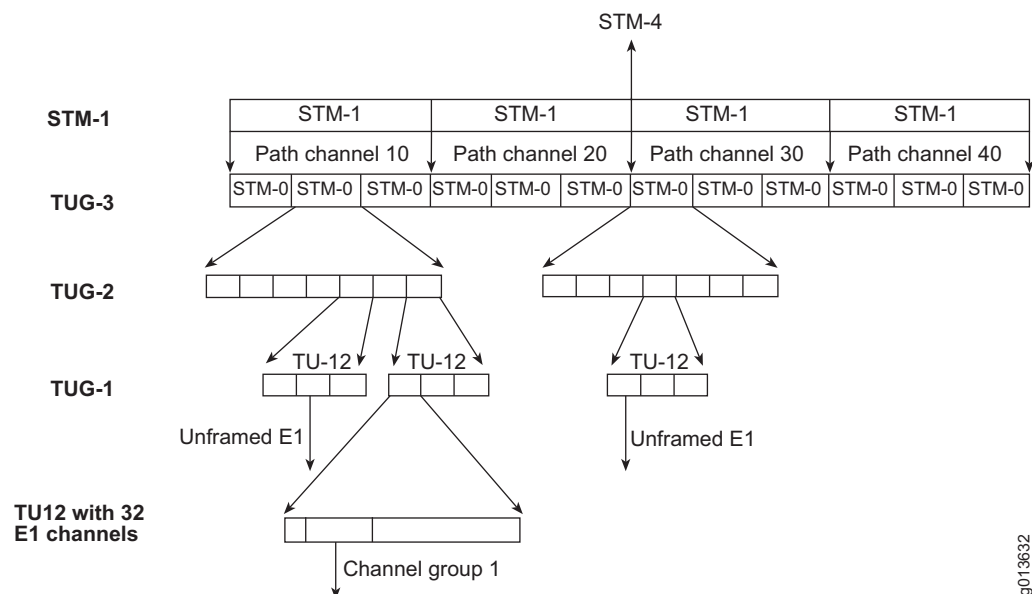 STM-4
STM-1
STM-1 STM-1 STM-1 STM-1
Path channel 10 Path channel 20 Path channel 30 Path channel 40
TUG-3
STM-0 STM-0 STM-0 STM-0 STM-0 STM-0 STM-0 STM-0 STM-0 STM-0 STM-0 STM-0
TUG-2
TU-12 TU-12 TU-12
TUG-1
Unframed E1 Unframed E1
TU12 with 32
E1 channels
Channel group 1
g013632